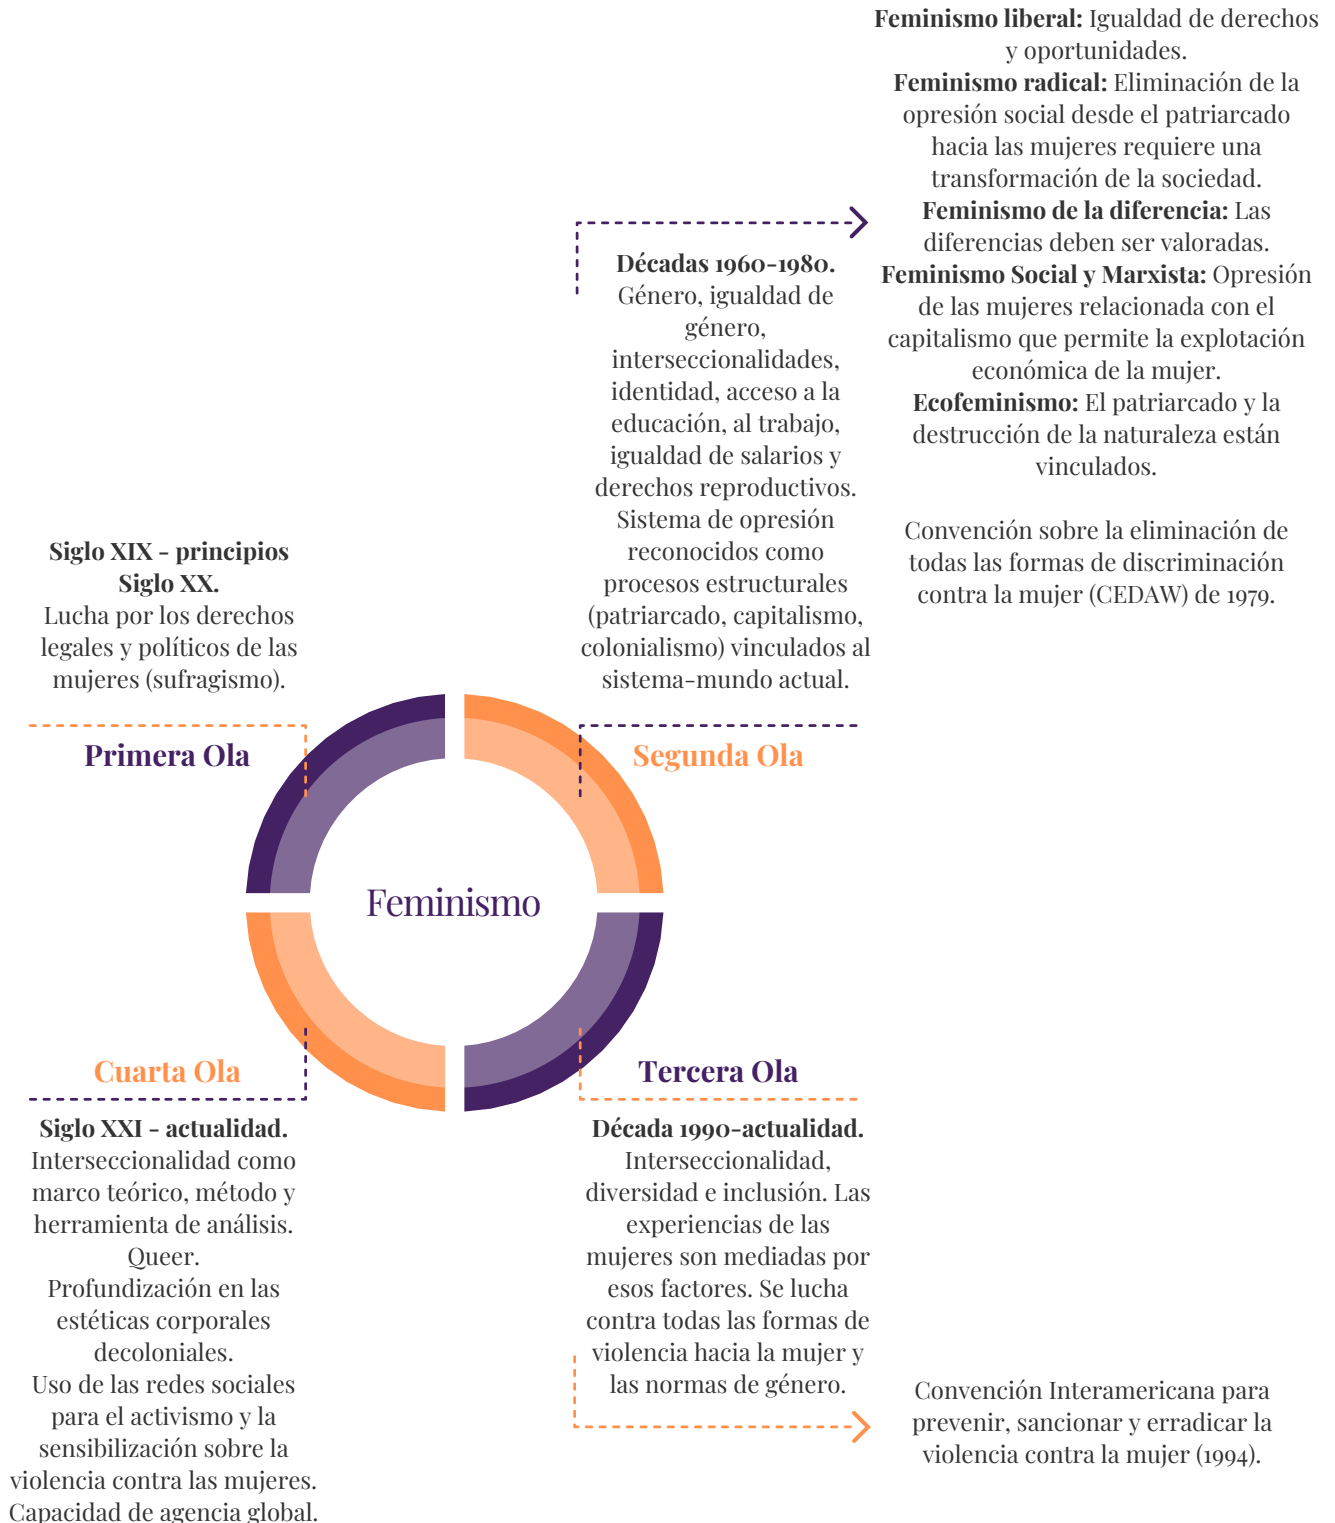 Siglo XIX - principios
Siglo XX.
Lucha por los derechos
legales y políticos de las
mujeres (sufragismo).
Primera Ola
Décadas 1960-1980.
Género, igualdad de
género,
interseccionalidades,
identidad, acceso a la
educación, al trabajo,
igualdad de salarios y
derechos reproductivos.
Sistema de opresión
reconocidos como
procesos estructurales
(patriarcado, capitalismo,
colonialismo) vinculados al
sistema-mundo actual.
Segunda Ola
Feminismo liberal: Igualdad de derechos
y oportunidades.
Feminismo radical: Eliminación de la
opresión social desde el patriarcado
hacia las mujeres requiere una
transformación de la sociedad.
Feminismo de la diferencia: Las
diferencias deben ser valoradas.
Feminismo Social y Marxista: Opresión
de las mujeres relacionada con el
capitalismo que permite la explotación
económica de la mujer.
Ecofeminismo: El patriarcado y la
destrucción de la naturaleza están
vinculados.
Convención sobre la eliminación de
todas las formas de discriminación
contra la mujer (CEDAW) de 1979.
Feminismo
Cuarta Ola
Siglo XXI - actualidad.
Interseccionalidad como
marco teórico, método y
herramienta de análisis.
Queer.
Profundización en las
estéticas corporales
decoloniales.
Uso de las redes sociales
para el activismo y la
sensibilización sobre la
violencia contra las mujeres.
Capacidad de agencia global.
Tercera Ola
Década 1990-actualidad.
Interseccionalidad,
diversidad e inclusión. Las
experiencias de las
mujeres son mediadas por
esos factores. Se lucha
contra todas las formas de
violencia hacia la mujer y
las normas de género.
Convención Interamericana para
prevenir, sancionar y erradicar la
violencia contra la mujer (1994).